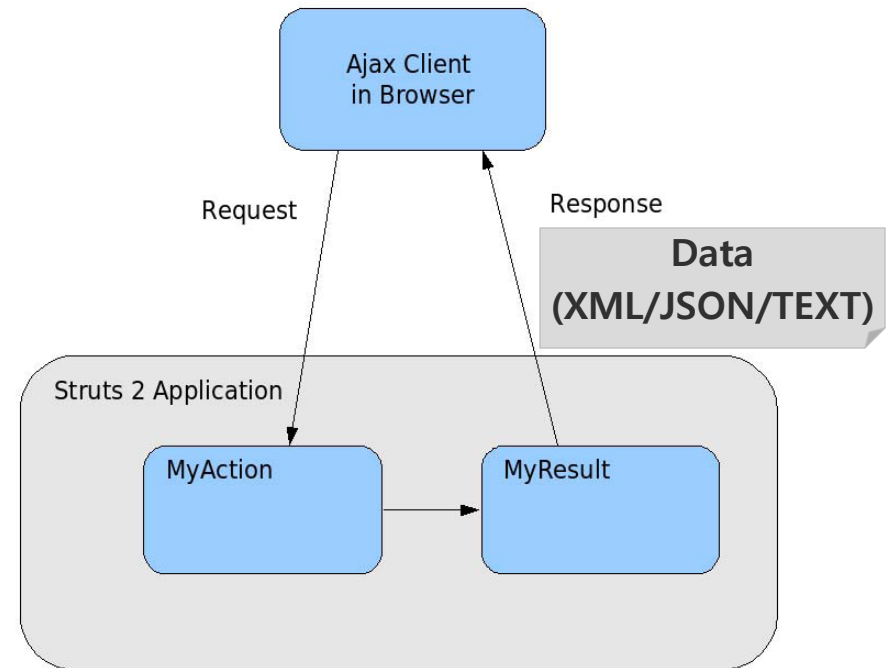 Ajax Client
in Browser
Request
Response
Data
(XML/JSON/TEXT)
Struts 2 Application
MyAction
MyResult